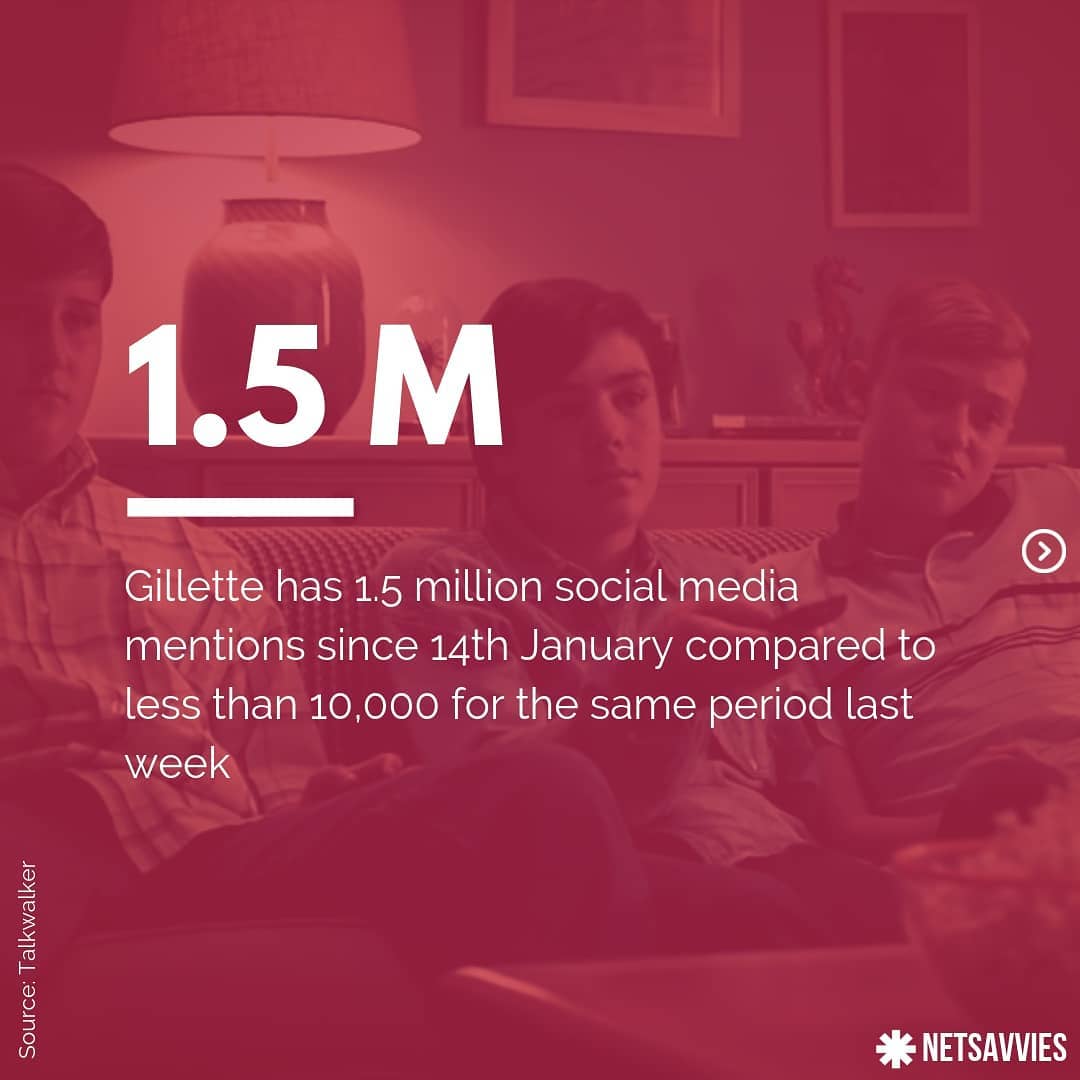 1.5 M
Gillette has 1.5 million social media
mentions since 14th January compared to
less than 10,000 for the same period last
week
Source: Talkwalker
NETSAVVIES